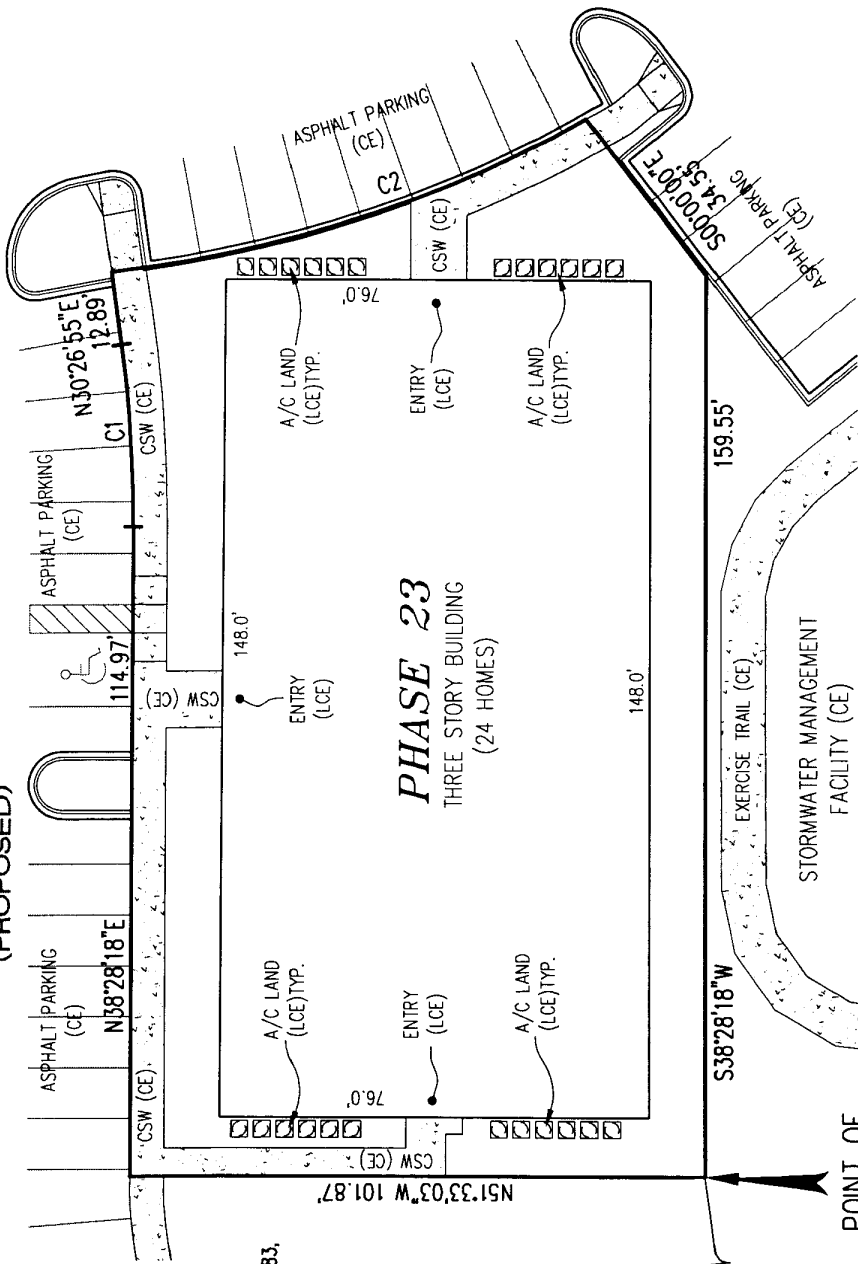 (PROPOSED)
ASPHALT PARKING
(CE)
N38°28'18"E
114.97'
ASPHALT PARKING
(CE)
C1
N30°26'55"E
12.89'
CSW (CE)
CSW (CE)
CSW (CE)
ASPHALT PARKING
(CE)
C2
148.0'
ENTRY
(LCE)
A/C LAND
(LCE)TYP.
A/C LAND
(LCE)TYP.
76.0'
76.0'
ENTRY
(LCE)
ENTRY
(LCE)
CSW (CE)
CSW (CE)
PHASE 23
THREE STORY BUILDING
(24 HOMES)
A/C LAND
(LCE)TYP.
A/C LAND
(LCE)TYP.
148.0'
N51°33'03"W 101.87'
83,
S00°00'00"E
34.55'
ASPHALT PARKING
(CE)
S38°28'18"W
159.55'
EXERCISE TRAIL (CE)
STORMWATER MANAGEMENT
FACILITY (CE)
POINT OF